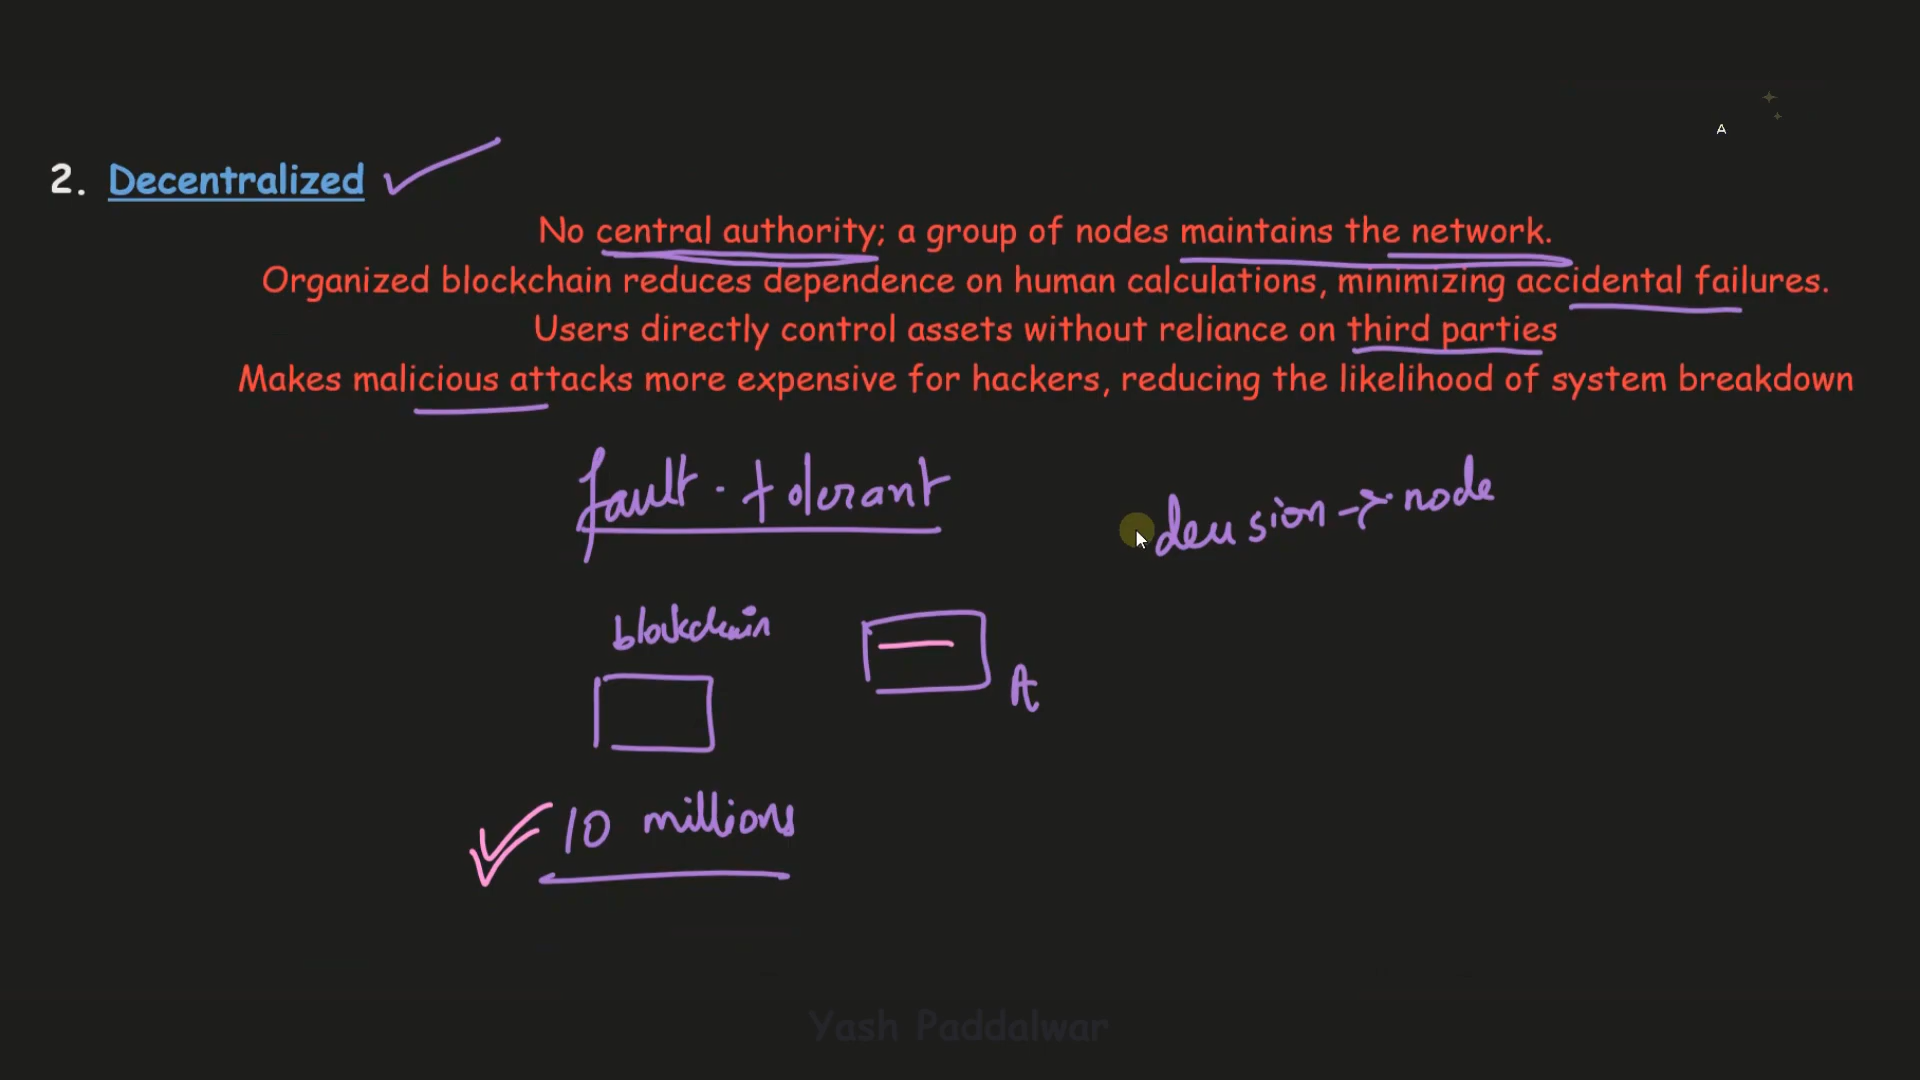 A
2. Decentralized
No central authority; a group of nodes maintains the network.
Organized blockchain reduces dependence on human calculations, minimizing accidental failures.
Users directly control assets without reliance on third parties
Makes malicious attacks more expensive for hackers, reducing the likelihood of system breakdown
fault-tolerant
decision → node
blockchain
A
10 millions
Yash Paddalwar